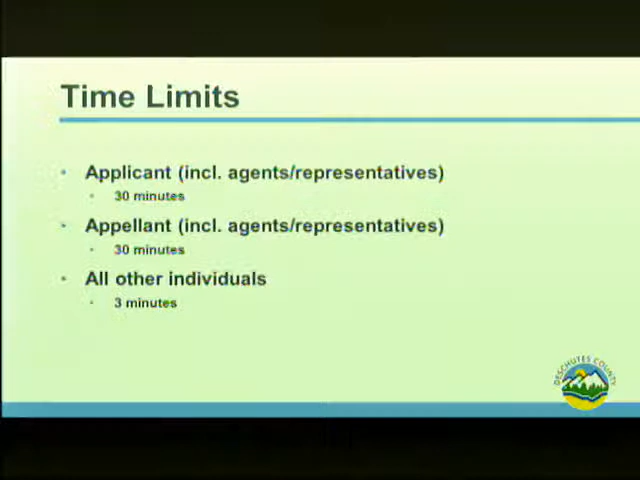 Time Limits
• Applicant (incl. agents/representatives)
• 30 minutes
• Appellant (incl. agents/representatives)
• 30 minutes
• All other individuals
• 3 minutes
DESCHUTES COUNTY